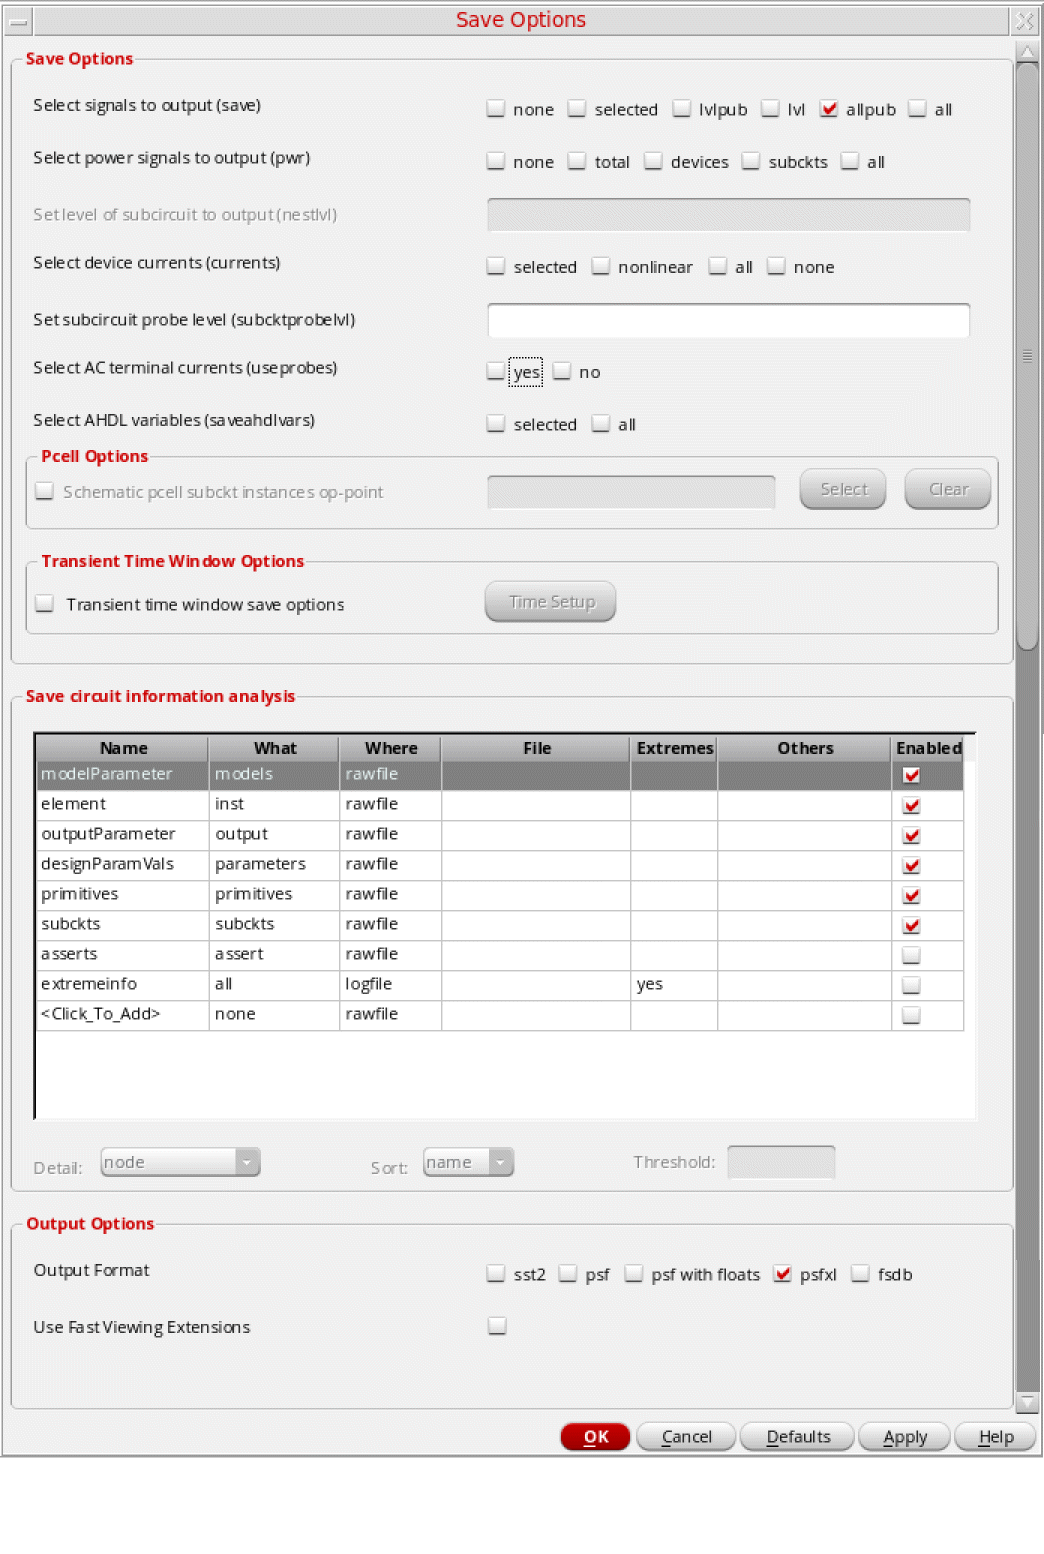 Save Options
Save Options
Select signals to output (save) none selected lvlpub lvl allpub all
Select power signals to output (pwr) none total devices subckts all
Set level of subcircuit to output (nestlvl)
Select device currents (currents) selected nonlinear all none
Set subcircuit probe level (subcktprobelvl)
Select AC terminal currents (useprobes) yes no
Select AHDL variables (saveahdlvars) selected all
Pcell Options
Schematic pcell subckt instances op-point Select Clear
Transient Time Window Options
Transient time window save options Time Setup
Save circuit information analysis
Name What Where File Extremes Others Enabled
modelParameter models rawfile
element inst rawfile
outputParameter output rawfile
designParamVals parameters rawfile
primitives primitives rawfile
subckts subckts rawfile
asserts assert rawfile
extremeinfo all logfile yes
<Click_To_Add> none rawfile
Detail: node Sort: name Threshold:
Output Options
Output Format sst2 psf psf with floats psfxl fsdb
Use Fast Viewing Extensions
OK Cancel Defaults Apply Help